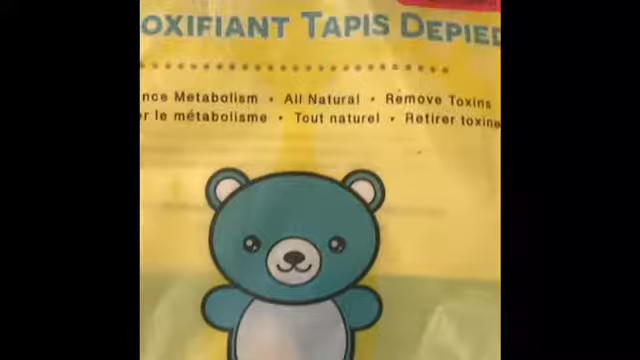 OXIFIANT TAPIS DEPIED
nce Metabolism • All Natural • Remove Toxins
r le métabolisme • Tout naturel • Retirer toxine